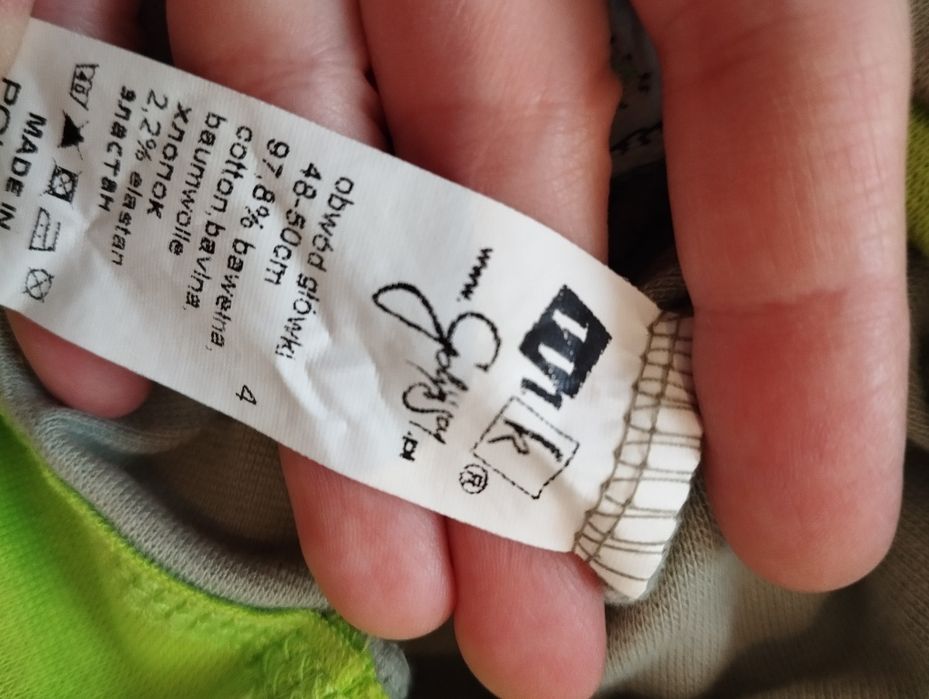 ®
www.
.pl
obwód główki
48-50cm
97,8% bawełna,
cotton, bavlna,
baumwolle
хлопок
2,2% elastan
эластан
4
40
MADE IN